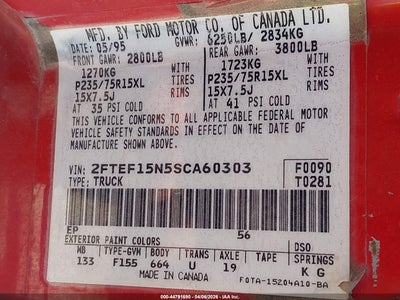 MFD. BY FORD MOTOR CO. OF CANADA LTD.
DATE: 05/95 GVWR: 6250LB/ 2834KG
FRONT GAWR: 2800LB REAR GAWR: 3800LB
1270KG WITH 1723KG WITH
P235/75R15XL TIRES P235/75R15XL TIRES
15X7.5J RIMS 15X7.5J RIMS
AT 35 PSI COLD AT 41 PSI COLD
THIS VEHICLE CONFORMS TO ALL APPLICABLE FEDERAL MOTOR
VEHICLE SAFETY STANDARDS IN EFFECT ON THE DATE OF
MANUFACTURE SHOWN ABOVE.
VIN: 2FTEF15N5SCA60303 F0090
TYPE: TRUCK T0281
EP 56
EXTERIOR PAINT COLORS DSO
WB TYPE-GVW BODY TRANS AXLE TAPE SPRINGS
133 F155 664 U 19 K G
MADE IN CANADA FOTA-15204A10-BA
000-44791690 - 04/06/2026 - IAA Inc.